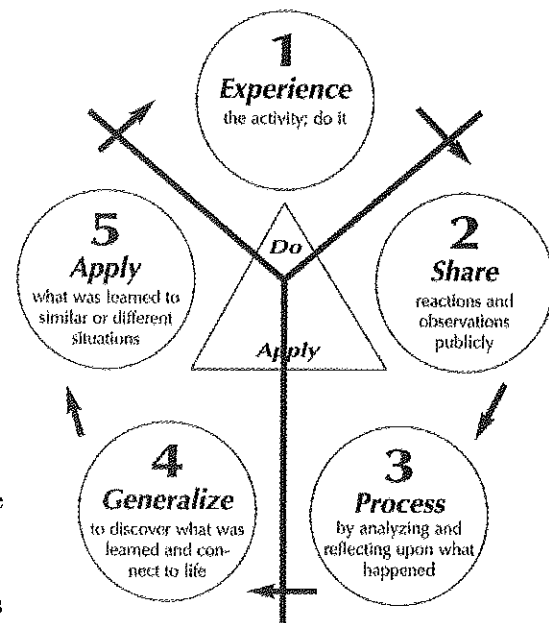 1
Experience
the activity; do it
2
Share
reactions and
observations
publicly
3
Process
by analyzing and
reflecting upon what
happened
4
Generalize
to discover what was
learned and con-
nect to life
5
Apply
what was learned to
similar or different
situations
Do
Apply
e
s